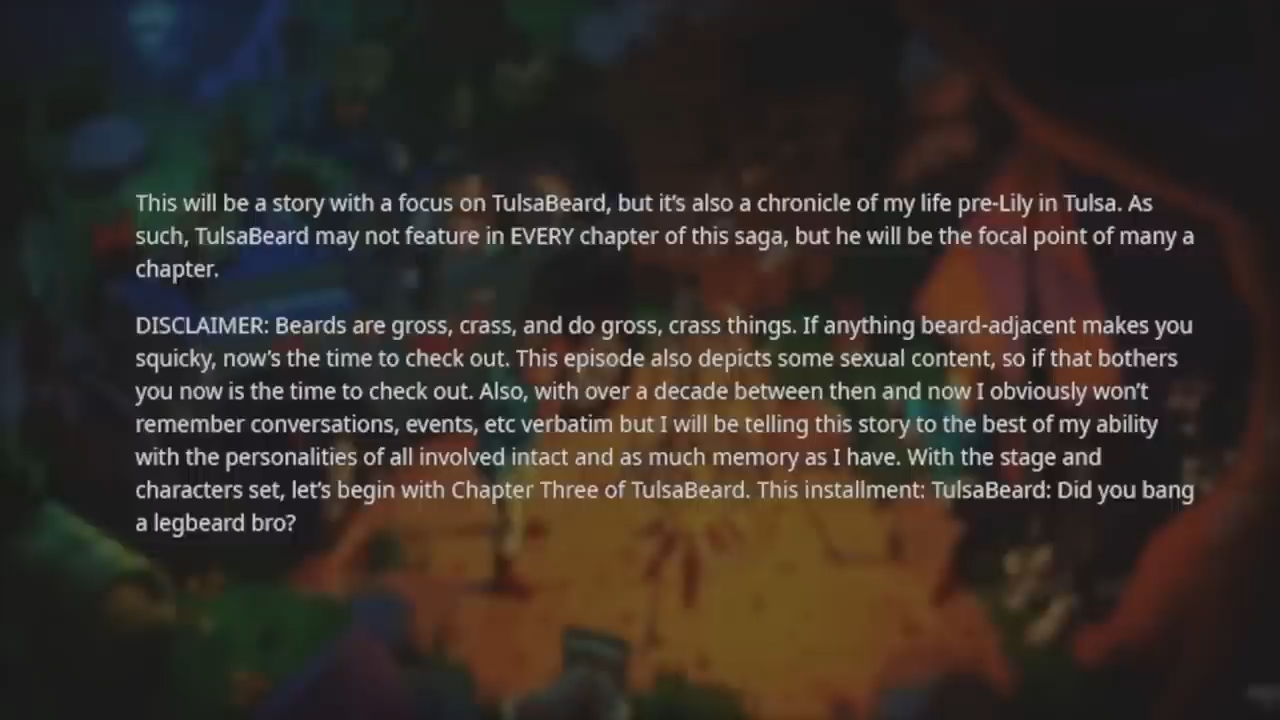 This will be a story with a focus on TulsaBeard, but it's also a chronicle of my life pre-Lily in Tulsa. As
such, TulsaBeard may not feature in EVERY chapter of this saga, but he will be the focal point of many a
chapter.
DISCLAIMER: Beards are gross, crass, and do gross, crass things. If anything beard-adjacent makes you
squicky, now's the time to check out. This episode also depicts some sexual content, so if that bothers
you now is the time to check out. Also, with over a decade between then and now I obviously won't
remember conversations, events, etc verbatim but I will be telling this story to the best of my ability
with the personalities of all involved intact and as much memory as I have. With the stage and
characters set, let's begin with Chapter Three of TulsaBeard. This installment: TulsaBeard: Did you bang
a legbeard bro?